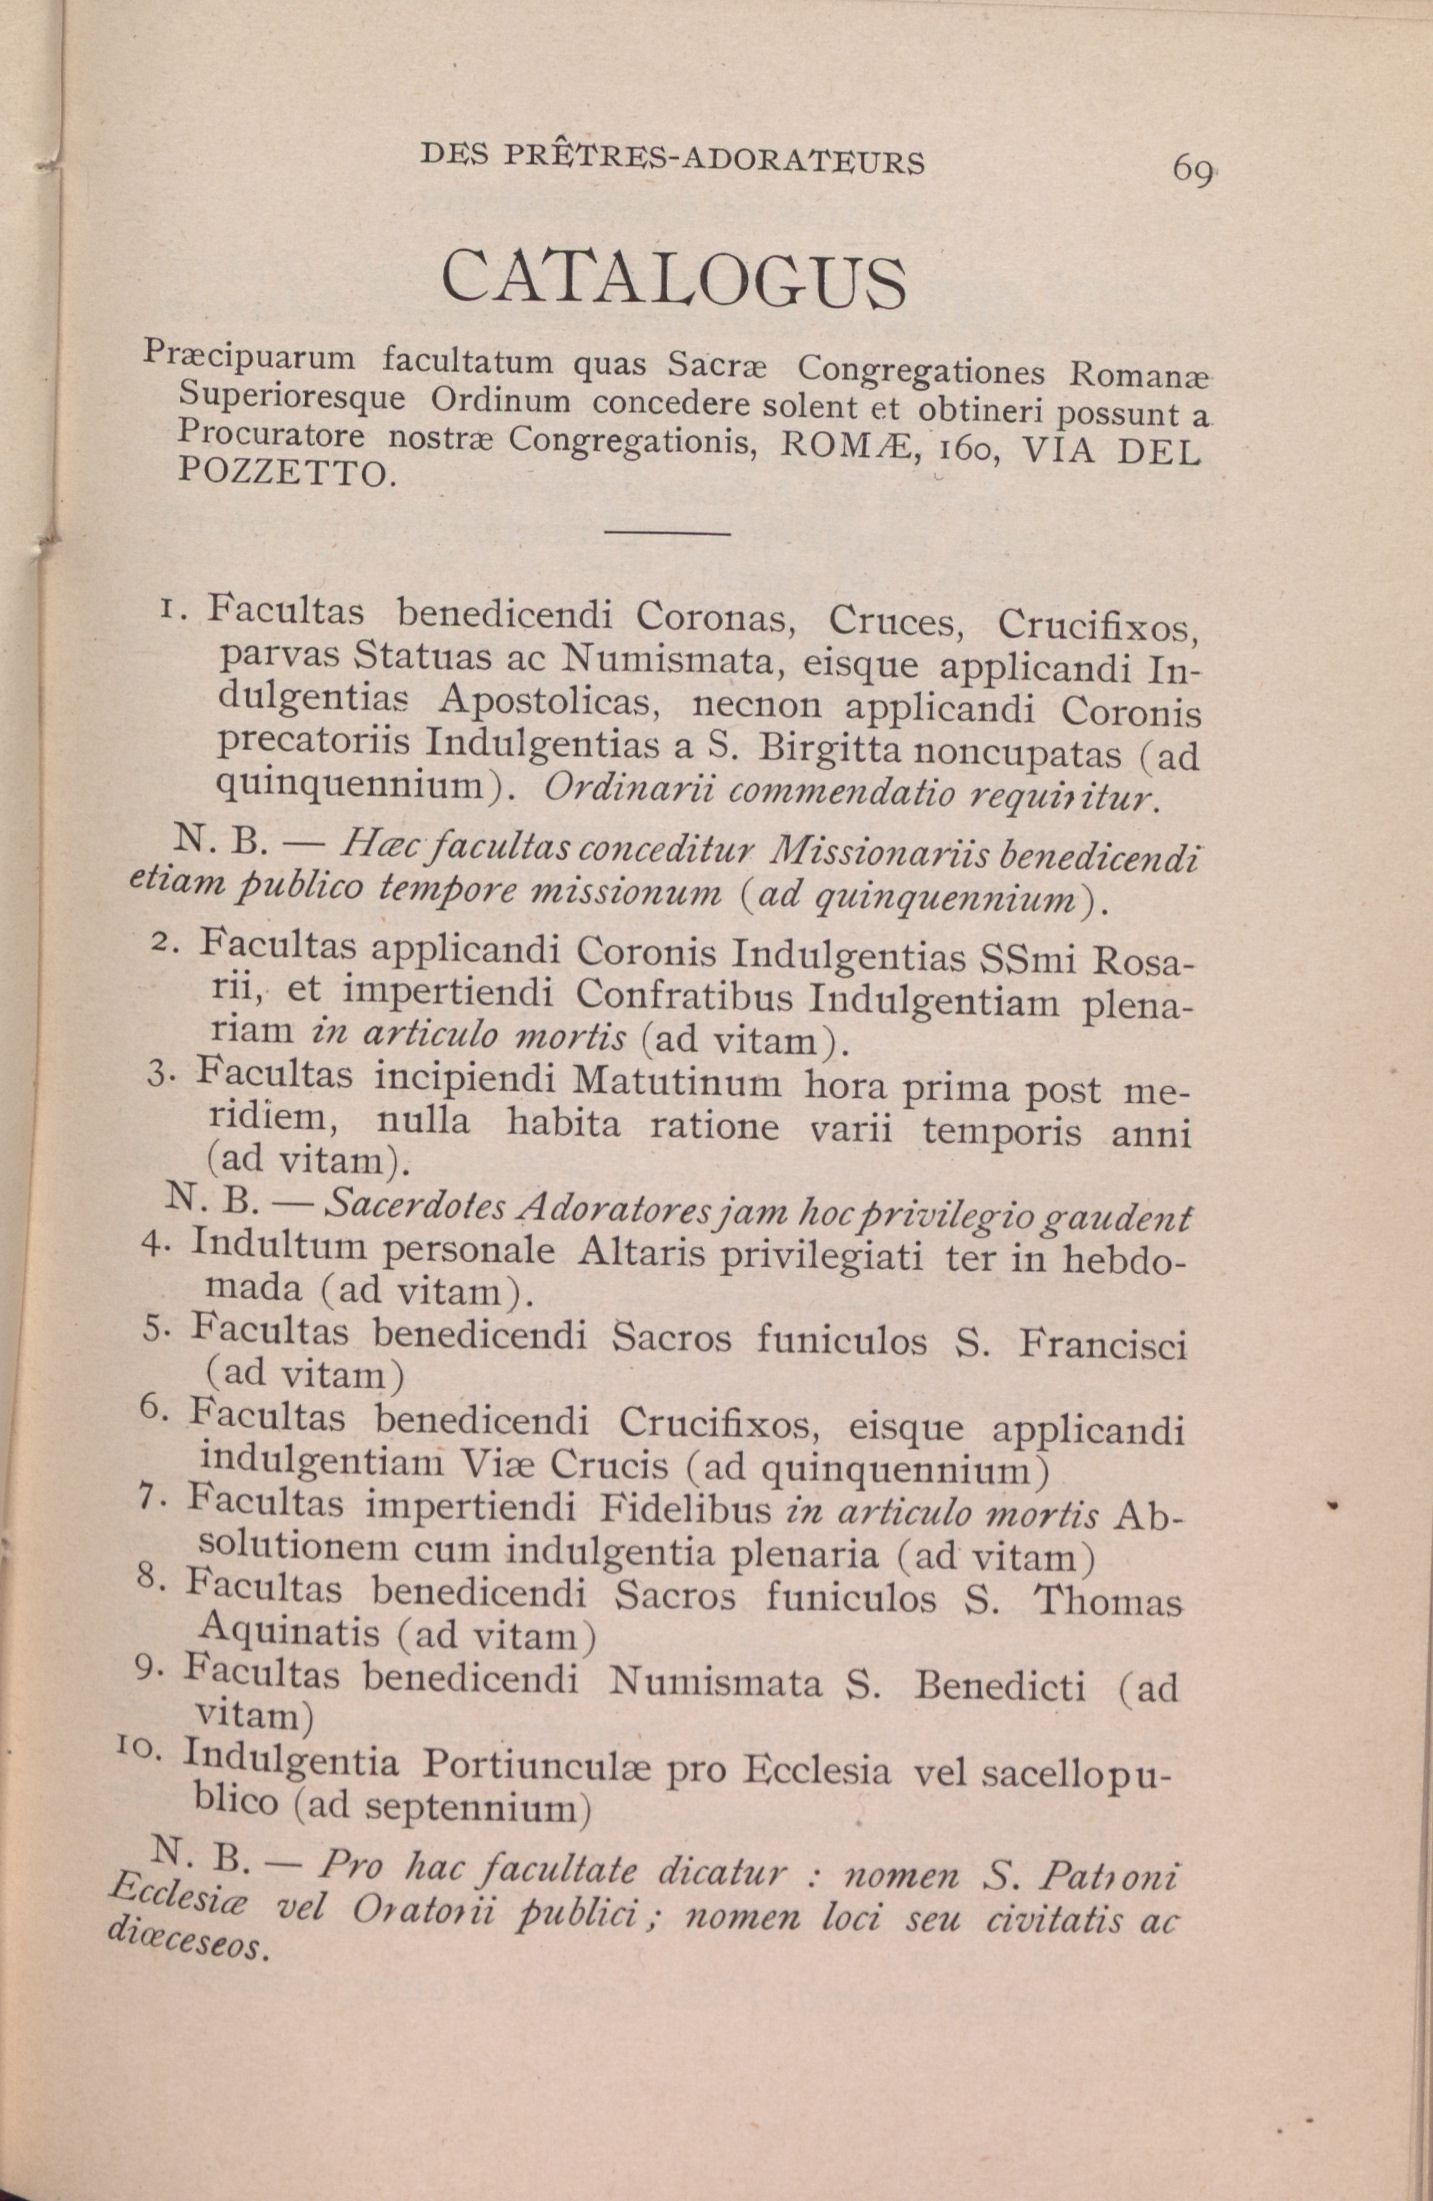 DES PRÊTRES-ADORATEURS 69
CATALOGUS
Præcipuarum facultatum quas Sacræ Congregationes Romanæ
Superioresque Ordinum concedere solent et obtineri possunt a
Procuratore nostræ Congregationis, ROMÆ, 160, VIA DEL
POZZETTO.
1. Facultas benedicendi Coronas, Cruces, Crucifixos,
parvas Statuas ac Numismata, eisque applicandi In-
dulgentias Apostolicas, necnon applicandi Coronis
precatoriis Indulgentias a S. Birgitta noncupatas (ad
quinquennium). Ordinarii commendatio requiritur.
N. B. — Hæc facultas conceditur Missionariis benedicendi
etiam publico tempore missionum (ad quinquennium).
2. Facultas applicandi Coronis Indulgentias SSmi Rosa-
rii, et impertiendi Confratibus Indulgentiam plena-
riam in articulo mortis (ad vitam).
3. Facultas incipiendi Matutinum hora prima post me-
ridiem, nulla habita ratione varii temporis anni
(ad vitam).
N. B. — Sacerdotes Adoratores jam hoc privilegio gaudent
4. Indultum personale Altaris privilegiati ter in hebdo-
mada (ad vitam).
5. Facultas benedicendi Sacros funiculos S. Francisci
(ad vitam)
6. Facultas benedicendi Crucifixos, eisque applicandi
indulgentiam Viæ Crucis (ad quinquennium)
7. Facultas impertiendi Fidelibus in articulo mortis Ab-
solutionem cum indulgentia plenaria (ad vitam)
8. Facultas benedicendi Sacros funiculos S. Thomas
Aquinatis (ad vitam)
9. Facultas benedicendi Numismata S. Benedicti (ad
vitam)
10. Indulgentia Portiunculæ pro Ecclesia vel sacellopu-
blico (ad septennium)
N. B. — Pro hac facultate dicatur : nomen S. Patroni
Ecclesiæ vel Oratorii publici ; nomen loci seu civitatis ac
diœceseos.